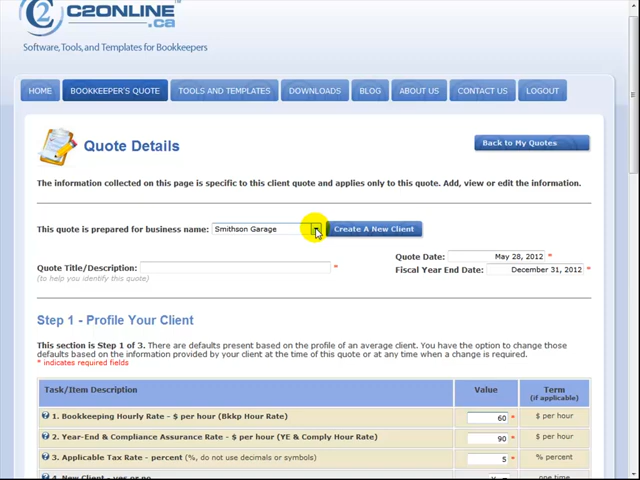 C2 C2ONLINE
.ca
Software, Tools, and Templates for Bookkeepers
HOME BOOKKEEPER'S QUOTE TOOLS AND TEMPLATES DOWNLOADS BLOG ABOUT US CONTACT US LOGOUT
Quote Details Back to My Quotes
The information collected on this page is specific to this client quote and applies only to this quote. Add, view or edit the information.
This quote is prepared for business name: Smithson Garage Create A New Client
Quote Date: May 28, 2012 *
Quote Title/Description: * Fiscal Year End Date: December 31, 2012 *
(to help you identify this quote)
Step 1 - Profile Your Client
This section is Step 1 of 3. There are defaults present based on the profile of an average client. You have the option to change those
defaults based on the information provided by your client at the time of this quote or at any time when a change is required.
* indicates required fields
Task/Item Description Value Term
(if applicable)
1. Bookkeeping Hourly Rate - $ per hour (Bkkp Hour Rate) 60 * $ per hour
2. Year-End & Compliance Assurance Rate - $ per hour (YE & Comply Hour Rate) 90 * $ per hour
3. Applicable Tax Rate - percent (%, do not use decimals or symbols) 5 * % percent
4. New Client - yes or no one time